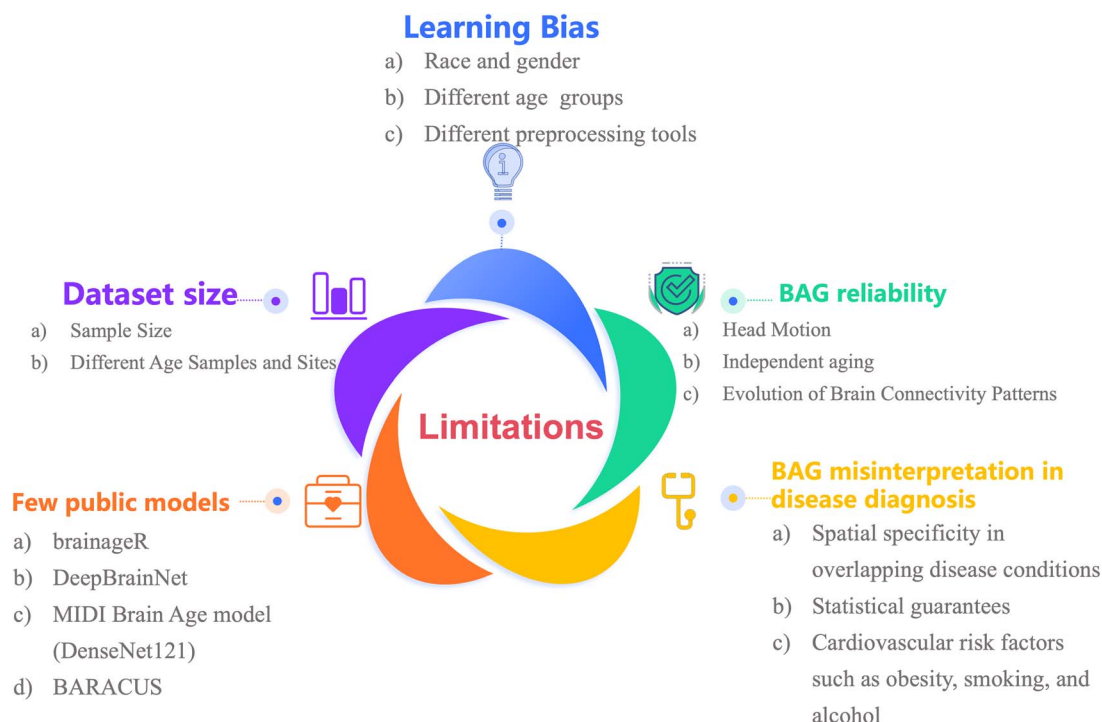 Learning Bias
a) Race and gender
b) Different age groups
c) Different preprocessing tools
Dataset size
a) Sample Size
b) Different Age Samples and Sites
BAG reliability
a) Head Motion
b) Independent aging
c) Evolution of Brain Connectivity Patterns
Limitations
Few public models
a) brainageR
b) DeepBrainNet
c) MIDI Brain Age model
(DenseNet121)
d) BARACUS
BAG misinterpretation in
disease diagnosis
a) Spatial specificity in
overlapping disease conditions
b) Statistical guarantees
c) Cardiovascular risk factors
such as obesity, smoking, and
alcohol